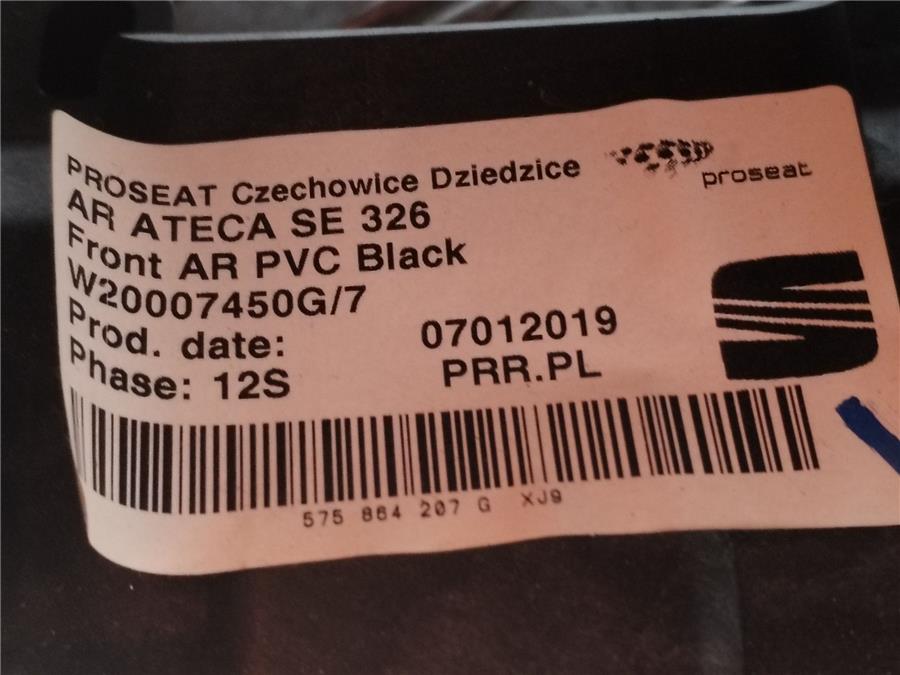 PROSEAT Czechowice Dziedzice
proseat
AR ATECA SE 326
Front AR PVC Black
W20007450G/7
Prod. date: 07012019
Phase: 12S PRR.PL
575 864 207 G XJ9